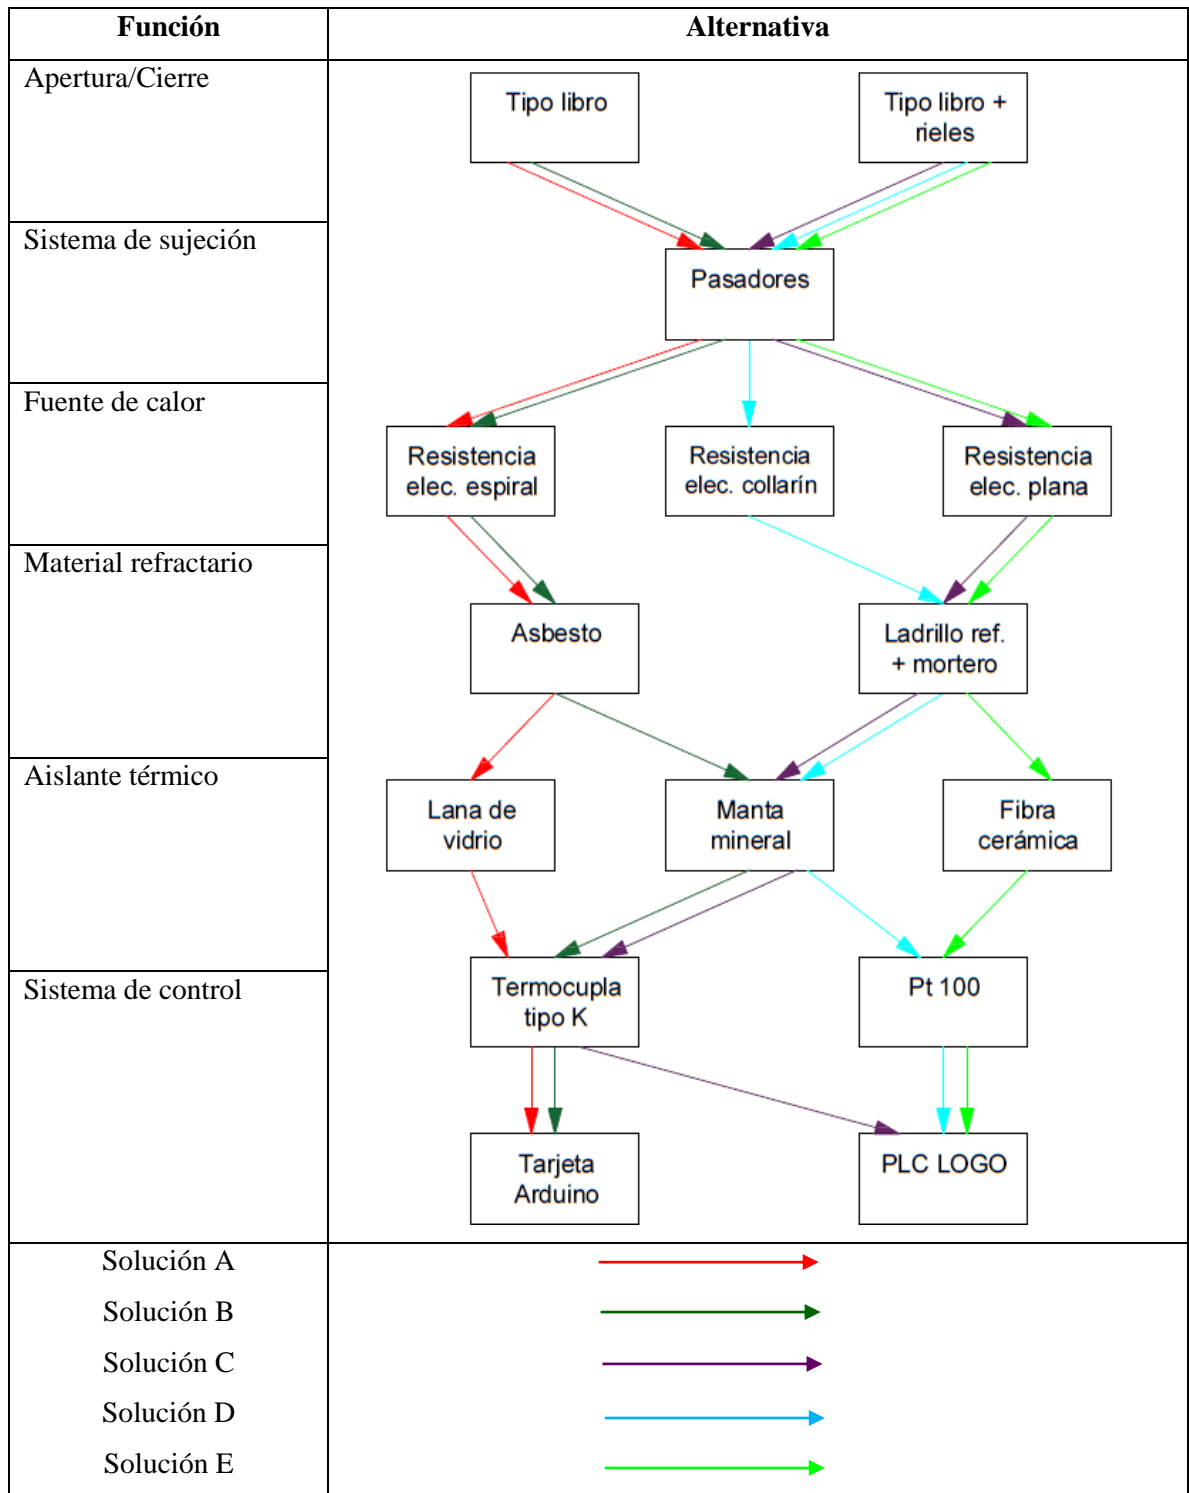 Función
Alternativa
Apertura/Cierre
Tipo libro
Tipo libro +
rieles
Sistema de sujeción
Pasadores
Fuente de calor
Resistencia
elec. espiral
Resistencia
elec. collarín
Resistencia
elec. plana
Material refractario
Asbesto
Ladrillo ref.
+ mortero
Aislante térmico
Lana de
vidrio
Manta
mineral
Fibra
cerámica
Sistema de control
Termocupla
tipo K
Pt 100
Tarjeta
Arduino
PLC LOGO
Solución A
Solución B
Solución C
Solución D
Solución E